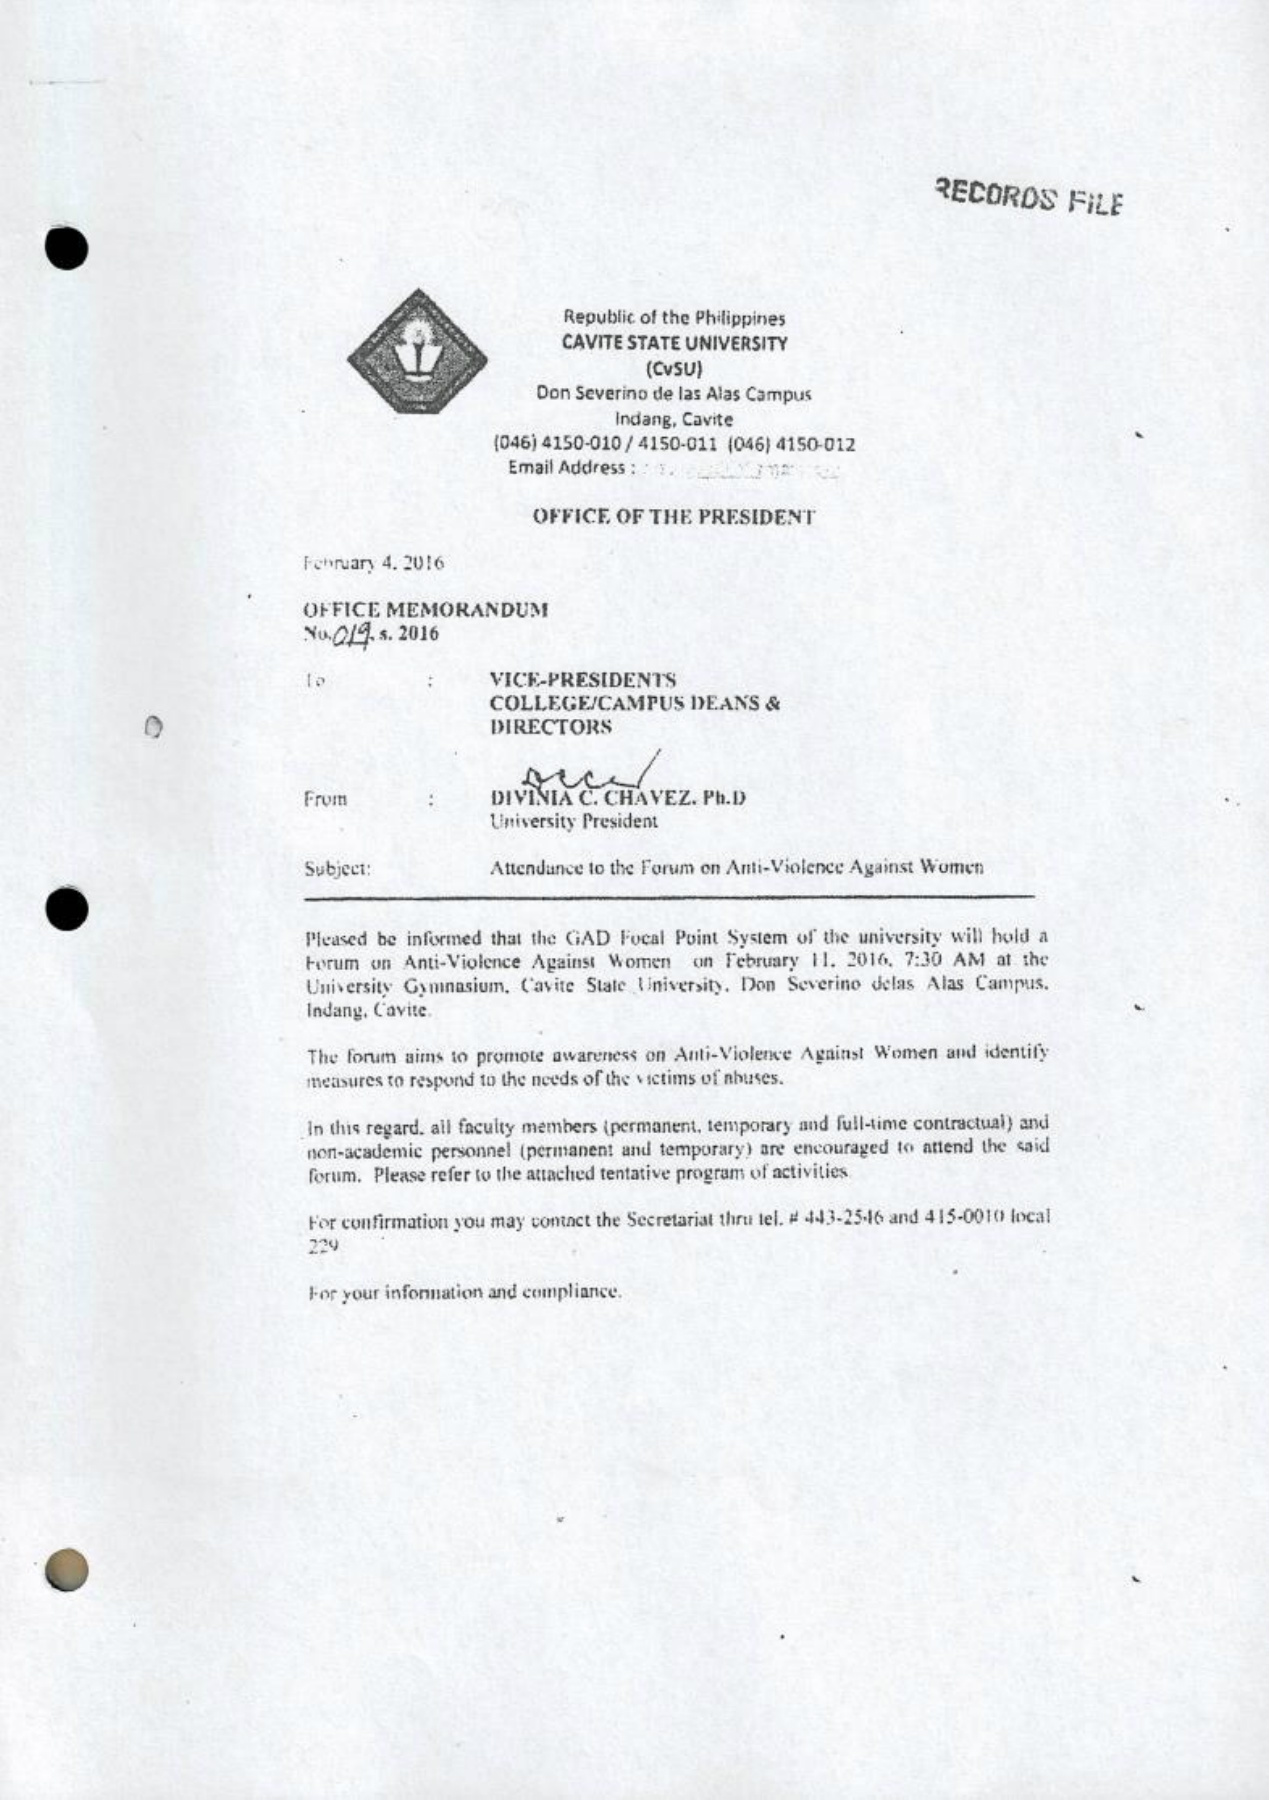 RECORDS FILE
Republic of the Philippines
CAVITE STATE UNIVERSITY
(CvSU)
Don Severino de las Alas Campus
Indang, Cavite
(046) 4150-010 / 4150-011 (046) 4150-012
Email Address :
OFFICE OF THE PRESIDENT
February 4, 2016
OFFICE MEMORANDUM
No. 019, s. 2016
To :
VICE-PRESIDENTS
COLLEGE/CAMPUS DEANS &
DIRECTORS
From : DIVINIA C. CHAVEZ, Ph.D
University President
Subject: Attendance to the Forum on Anti-Violence Against Women
Pleased be informed that the GAD Focal Point System of the university will hold a
Forum on Anti-Violence Against Women on February 11, 2016, 7:30 AM at the
University Gymnasium, Cavite State University, Don Severino delas Alas Campus,
Indang, Cavite.
The forum aims to promote awareness on Anti-Violence Against Women and identify
measures to respond to the needs of the victims of abuses.
In this regard, all faculty members (permanent, temporary and full-time contractual) and
non-academic personnel (permanent and temporary) are encouraged to attend the said
forum. Please refer to the attached tentative program of activities.
For confirmation you may contact the Secretariat thru tel. # 443-2546 and 415-0010 local
229
For your information and compliance.